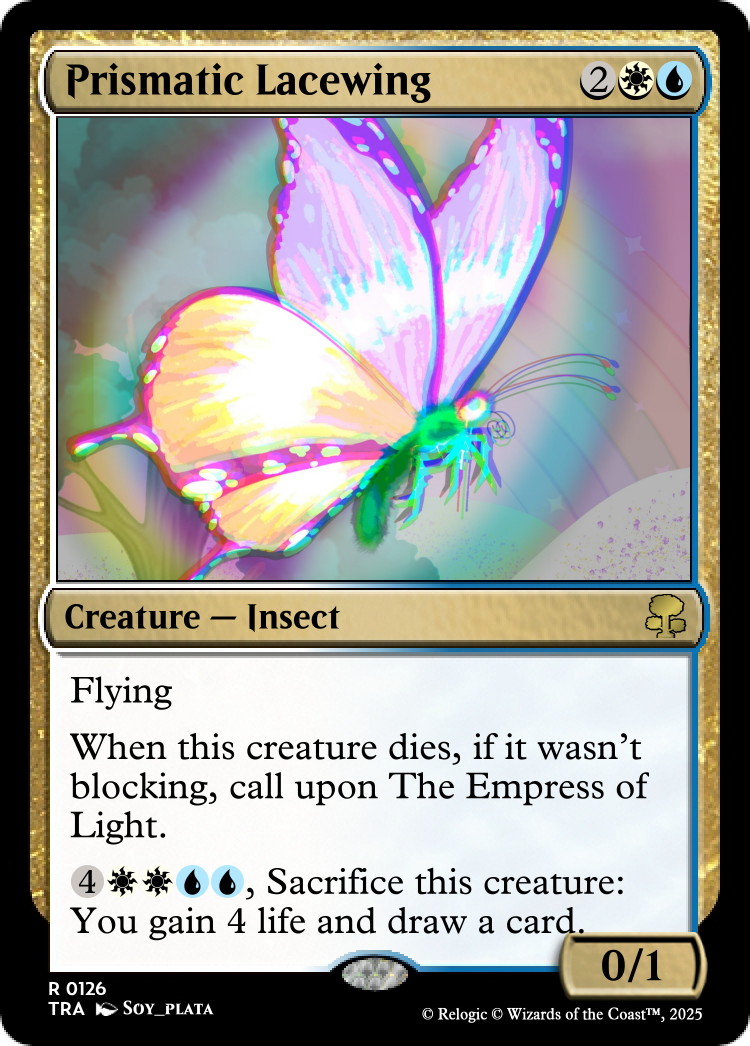 Prismatic Lacewing 2
Creature — Insect
Flying
When this creature dies, if it wasn't
blocking, call upon The Empress of
Light.
4, Sacrifice this creature:
You gain 4 life and draw a card.
0/1
R 0126
TRA SOY_PLATA
© Relogic © Wizards of the Coast™, 2025